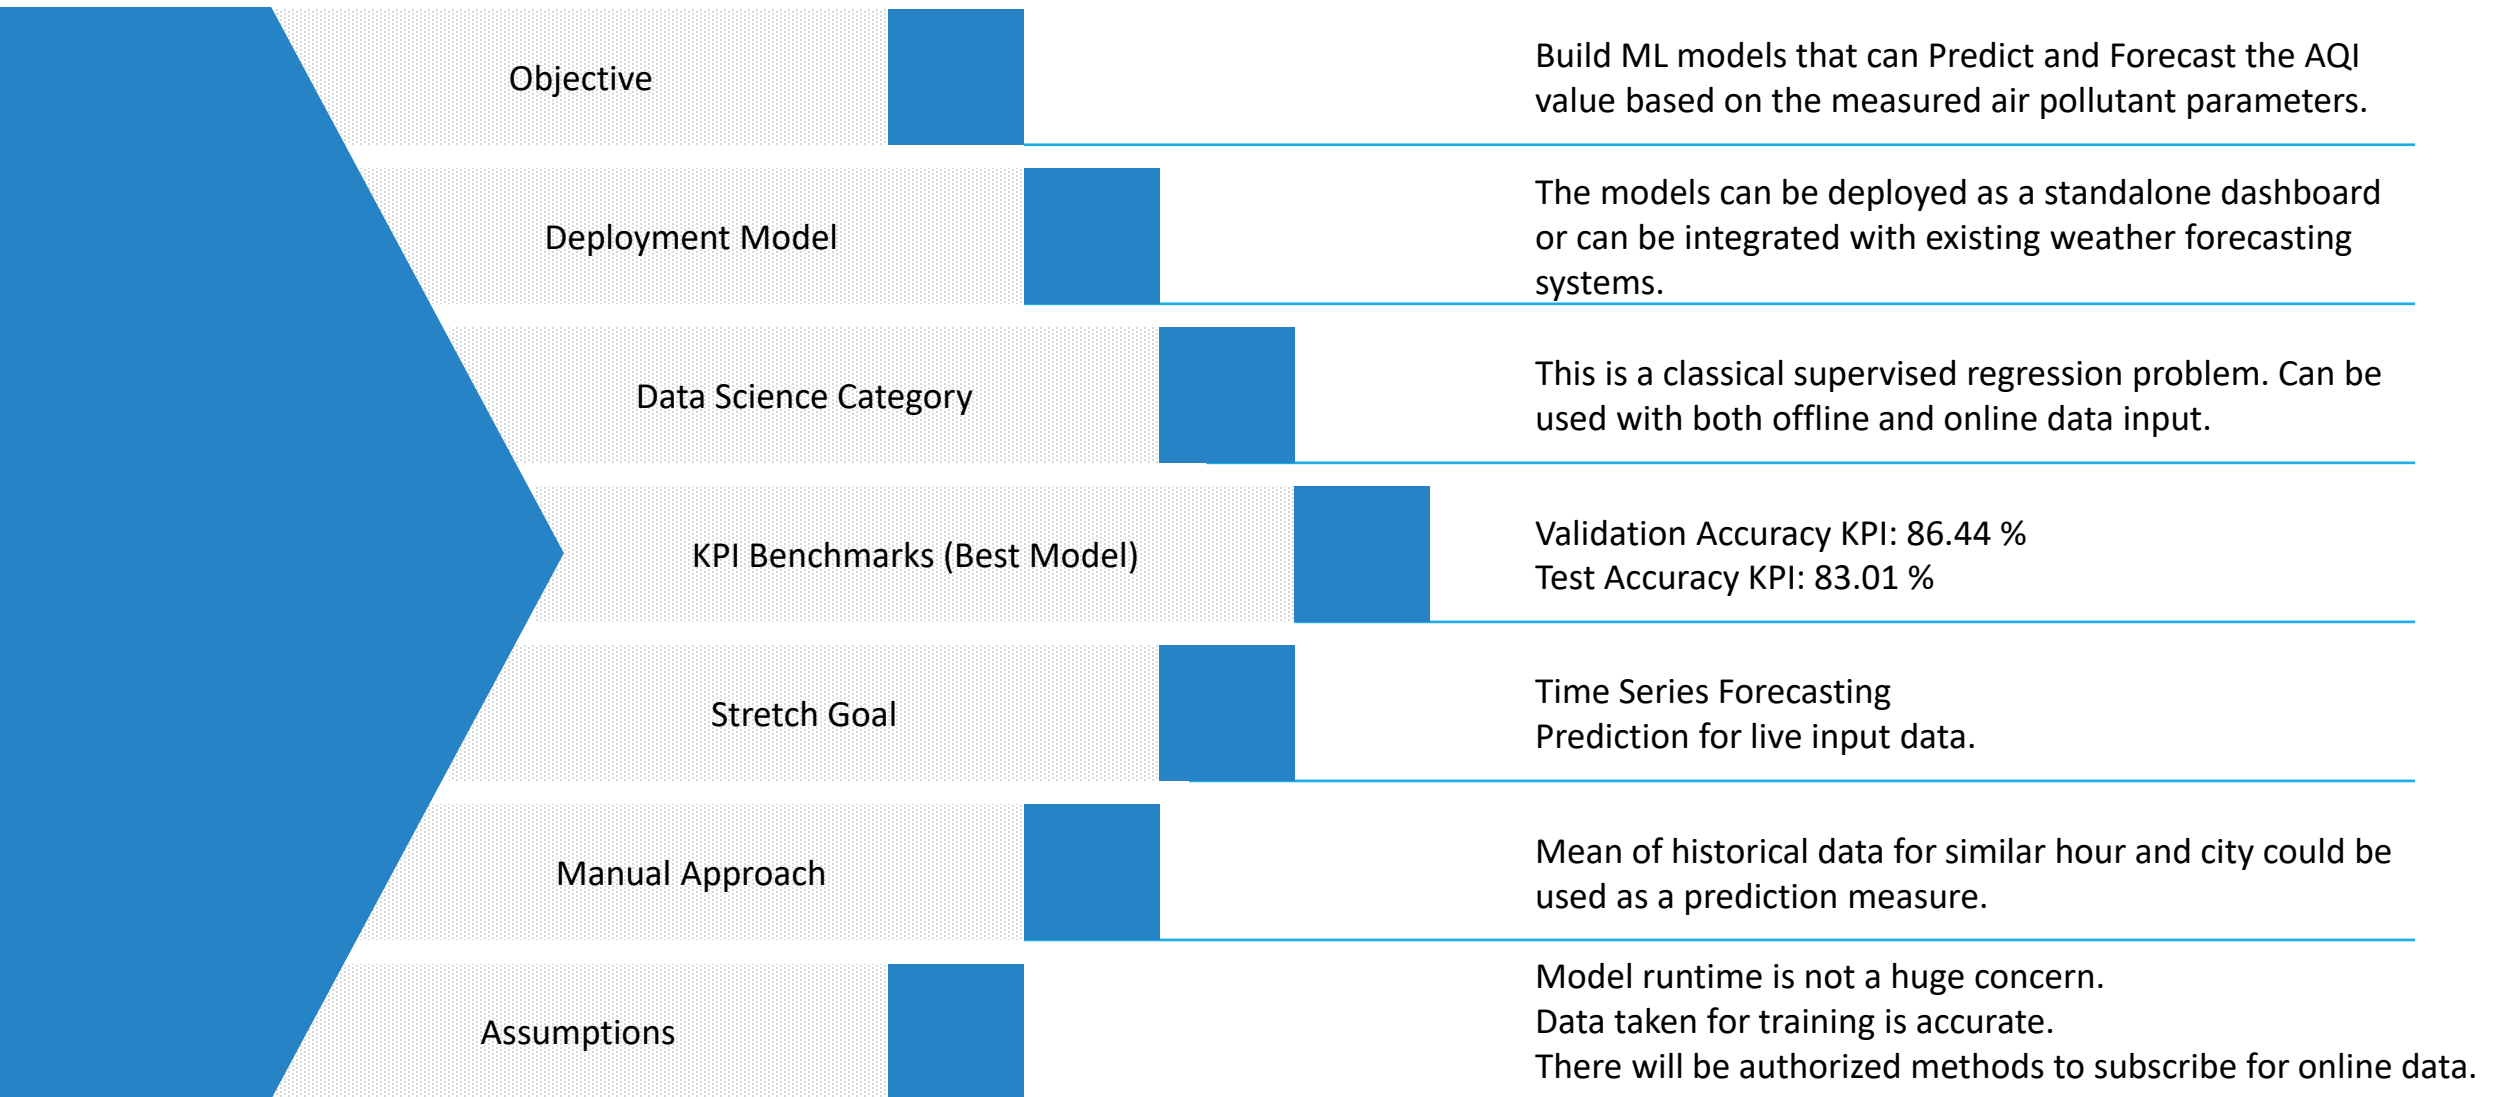 Objective
Build ML models that can Predict and Forecast the AQI
value based on the measured air pollutant parameters.
Deployment Model
The models can be deployed as a standalone dashboard
or can be integrated with existing weather forecasting
systems.
Data Science Category
This is a classical supervised regression problem. Can be
used with both offline and online data input.
KPI Benchmarks (Best Model)
Validation Accuracy KPI: 86.44 %
Test Accuracy KPI: 83.01 %
Stretch Goal
Time Series Forecasting
Prediction for live input data.
Manual Approach
Mean of historical data for similar hour and city could be
used as a prediction measure.
Assumptions
Model runtime is not a huge concern.
Data taken for training is accurate.
There will be authorized methods to subscribe for online data.